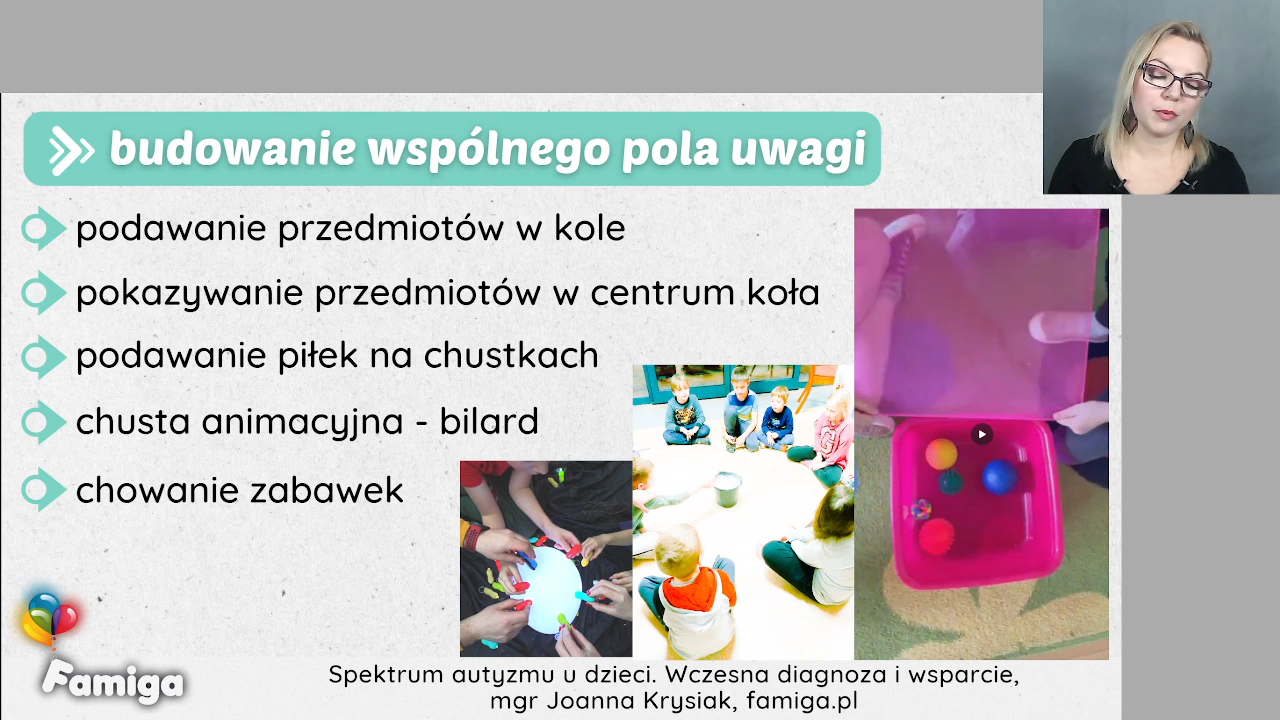 budowanie wspólnego pola uwagi
podawanie przedmiotów w kole
pokazywanie przedmiotów w centrum koła
podawanie piłek na chustkach
chusta animacyjna - bilard
chowanie zabawek
Famiga
Spektrum autyzmu u dzieci. Wczesna diagnoza i wsparcie,
mgr Joanna Krysiak, famiga.pl